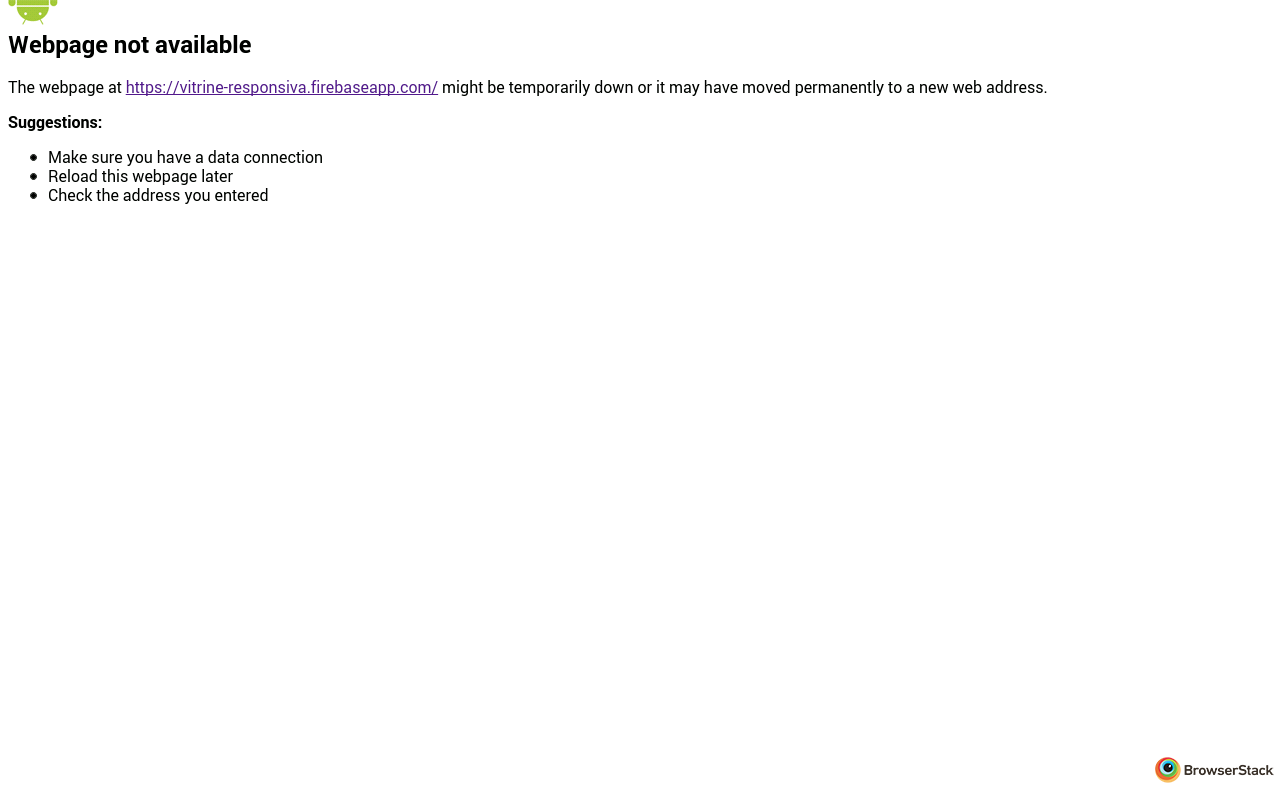 Webpage not available
The webpage at https://vitrine-responsiva.firebaseapp.com/ might be temporarily down or it may have moved permanently to a new web address.
Suggestions:
Make sure you have a data connection
Reload this webpage later
Check the address you entered
BrowserStack